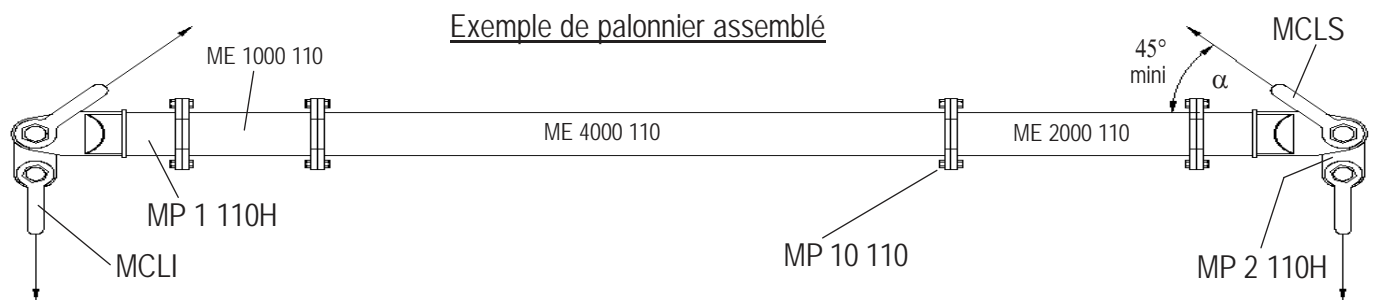 Exemple de palonnier assemblé
ME 1000 110
45°
mini
α
MCLS
ME 4000 110
ME 2000 110
MP 1 110H
MCLI
MP 10 110
MP 2 110H